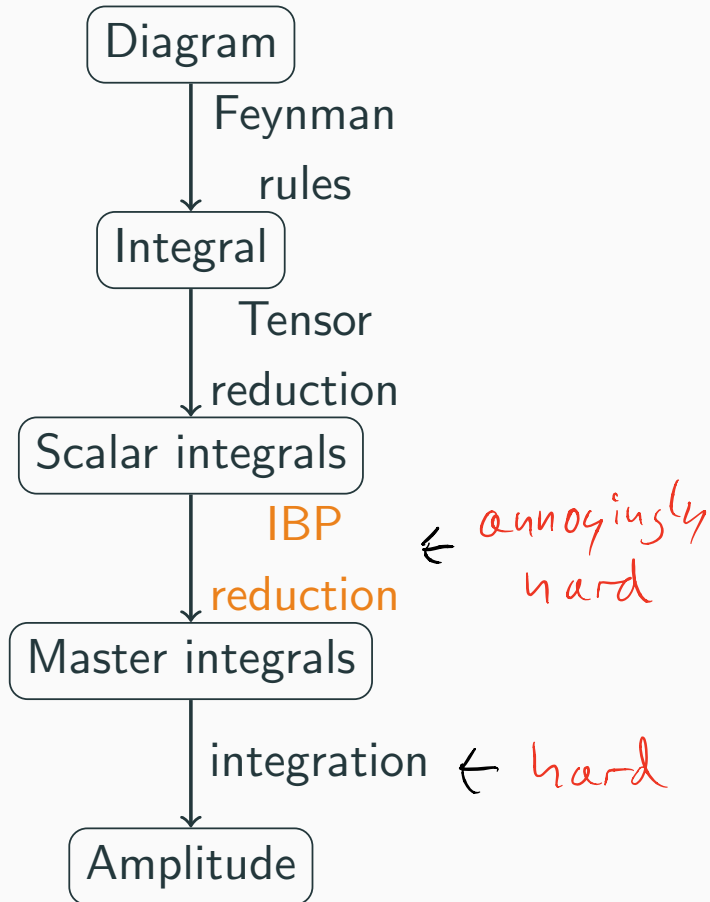 Diagram
Feynman
rules
Integral
Tensor
reduction
Scalar integrals
IBP
reduction
← annoyingly
hard
Master integrals
integration ← hard
Amplitude